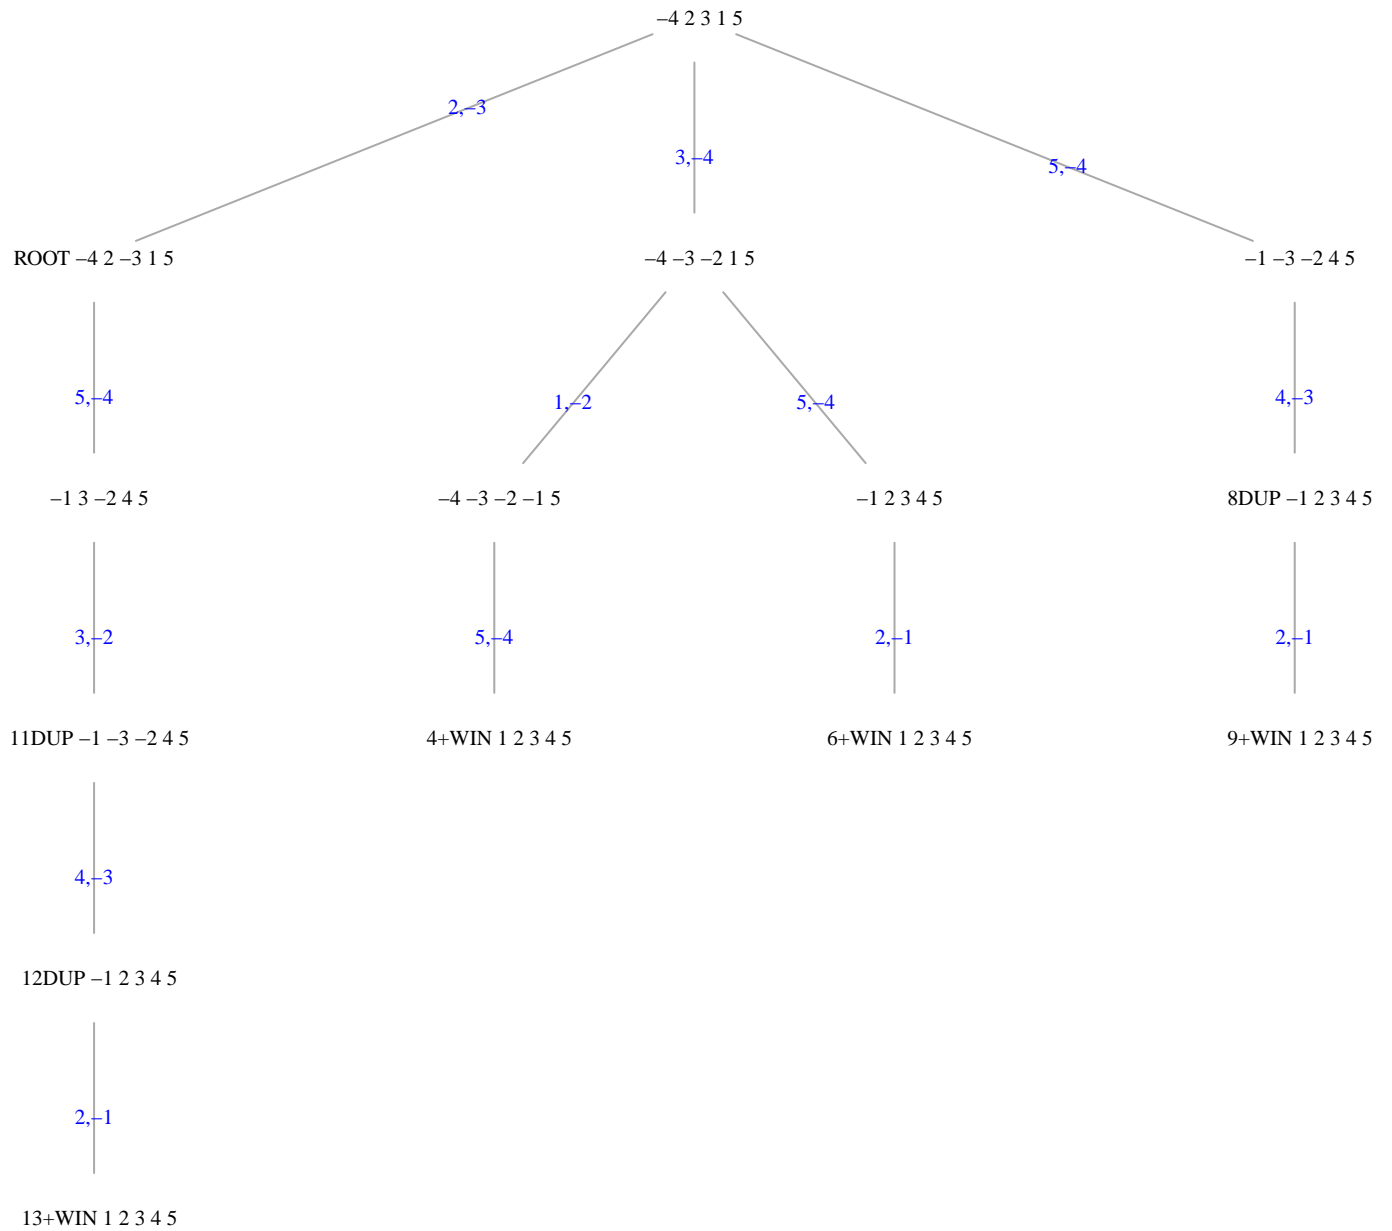 –4 2 3 1 5
2,–3
3,–4
5,–4
ROOT –4 2 –3 1 5
–4 –3 –2 1 5
–1 –3 –2 4 5
5,–4
1,–2
5,–4
4,–3
–1 3 –2 4 5
–4 –3 –2 –1 5
–1 2 3 4 5
8DUP –1 2 3 4 5
3,–2
5,–4
2,–1
2,–1
11DUP –1 –3 –2 4 5
4+WIN 1 2 3 4 5
6+WIN 1 2 3 4 5
9+WIN 1 2 3 4 5
4,–3
12DUP –1 2 3 4 5
2,–1
13+WIN 1 2 3 4 5